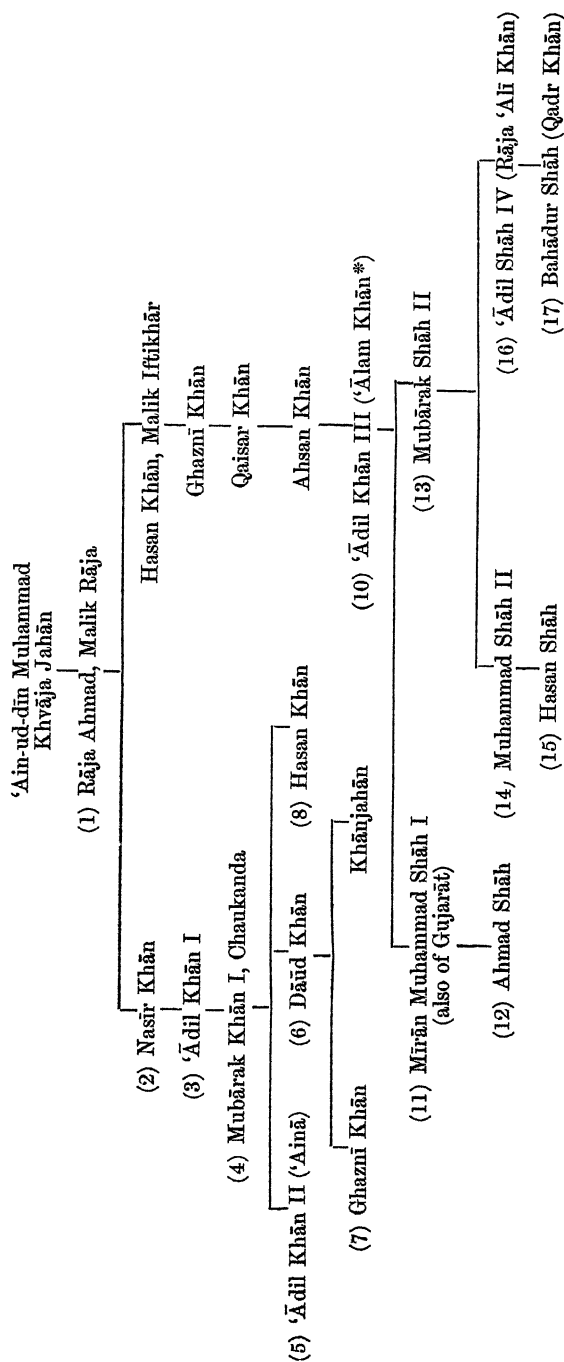 ‘Ain-ud-dīn Muhammad
Khvāja Jahān
(1) Rāja Ahmad, Malik Rāja
(2) Nasīr Khān
Hasan Khān, Malik Iftikhār
(3) ‘Ādil Khān I
Ghaznī Khān
(4) Mubārak Khān I, Chaukanda
Qaisar Khān
(5) ‘Ādil Khān II (‘Ainā)
(6) Dāūd Khān
(8) Hasan Khān
Ahsan Khān
(7) Ghaznī Khān
Khānjahān
(10) ‘Ādil Khān III (‘Ālam Khān*)
(11) Mīrān Muhammad Shāh I
(also of Gujarāt)
(13) Mubārak Shāh II
(12) Ahmad Shāh
(14, Muhammad Shāh II
(16) ‘Ādil Shāh IV (Rāja ‘Alī Khān)
(15) Hasan Shāh
(17) Bahādur Shāh (Qadr Khān)